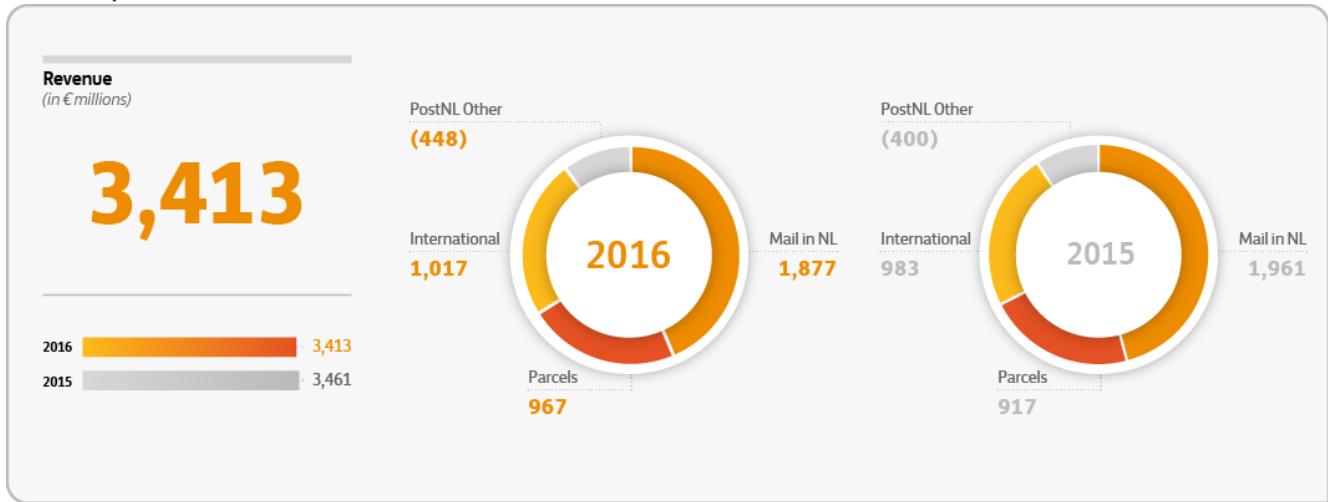 Revenue
(in € millions)
3,413
2016 3,413
2015 3,461
PostNL Other
(448)
International
1,017
2016
Mail in NL
1,877
Parcels
967
PostNL Other
(400)
International
983
2015
Mail in NL
1,961
Parcels
917